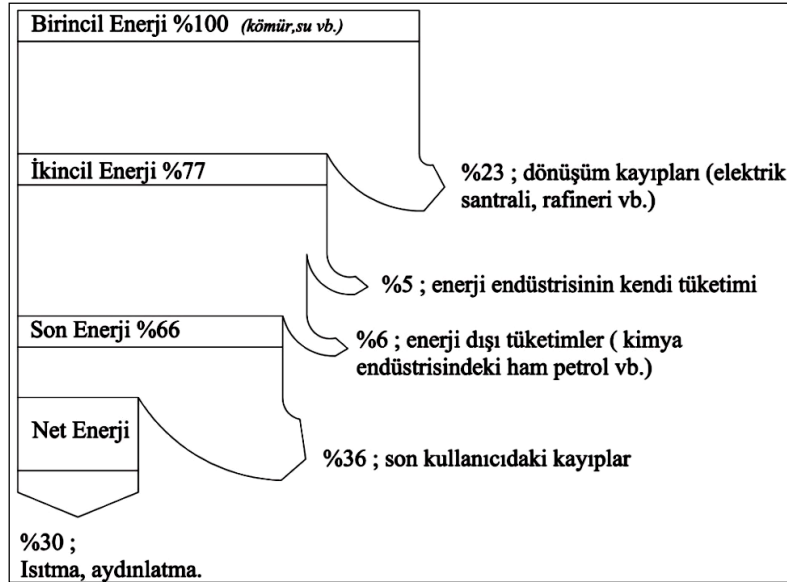 Birincil Enerji %100 (kömür,su vb.)
İkincil Enerji %77
%23 ; dönüşüm kayıpları (elektrik
santrali, rafineri vb.)
%5 ; enerji endüstrisinin kendi tüketimi
Son Enerji %66
%6 ; enerji dışı tüketimler ( kimya
endüstrisindeki ham petrol vb.)
Net Enerji
%36 ; son kullanıcıdaki kayıplar
%30 ;
Isıtma, aydınlatma.